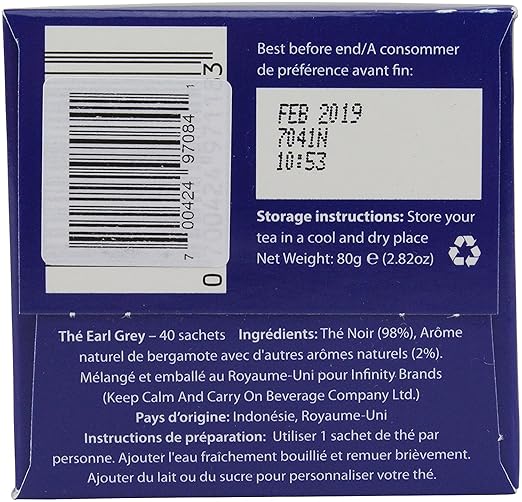 Best before end/A consommer
de préférence avant fin:
FEB 2019
7041N
10:53
Storage instructions: Store your
tea in a cool and dry place
Net Weight: 80g e (2.82oz)
7 00424 97084 1
0
3
Thé Earl Grey – 40 sachets Ingrédients: Thé Noir (98%), Arôme
naturel de bergamote avec d'autres arômes naturels (2%).
Mélangé et emballé au Royaume-Uni pour Infinity Brands
(Keep Calm And Carry On Beverage Company Ltd.)
Pays d'origine: Indonésie, Royaume-Uni
Instructions de préparation: Utiliser 1 sachet de thé par
personne. Ajouter l'eau fraîchement bouillie et remuer brièvement.
Ajouter du lait ou du sucre pour personnaliser votre thé.